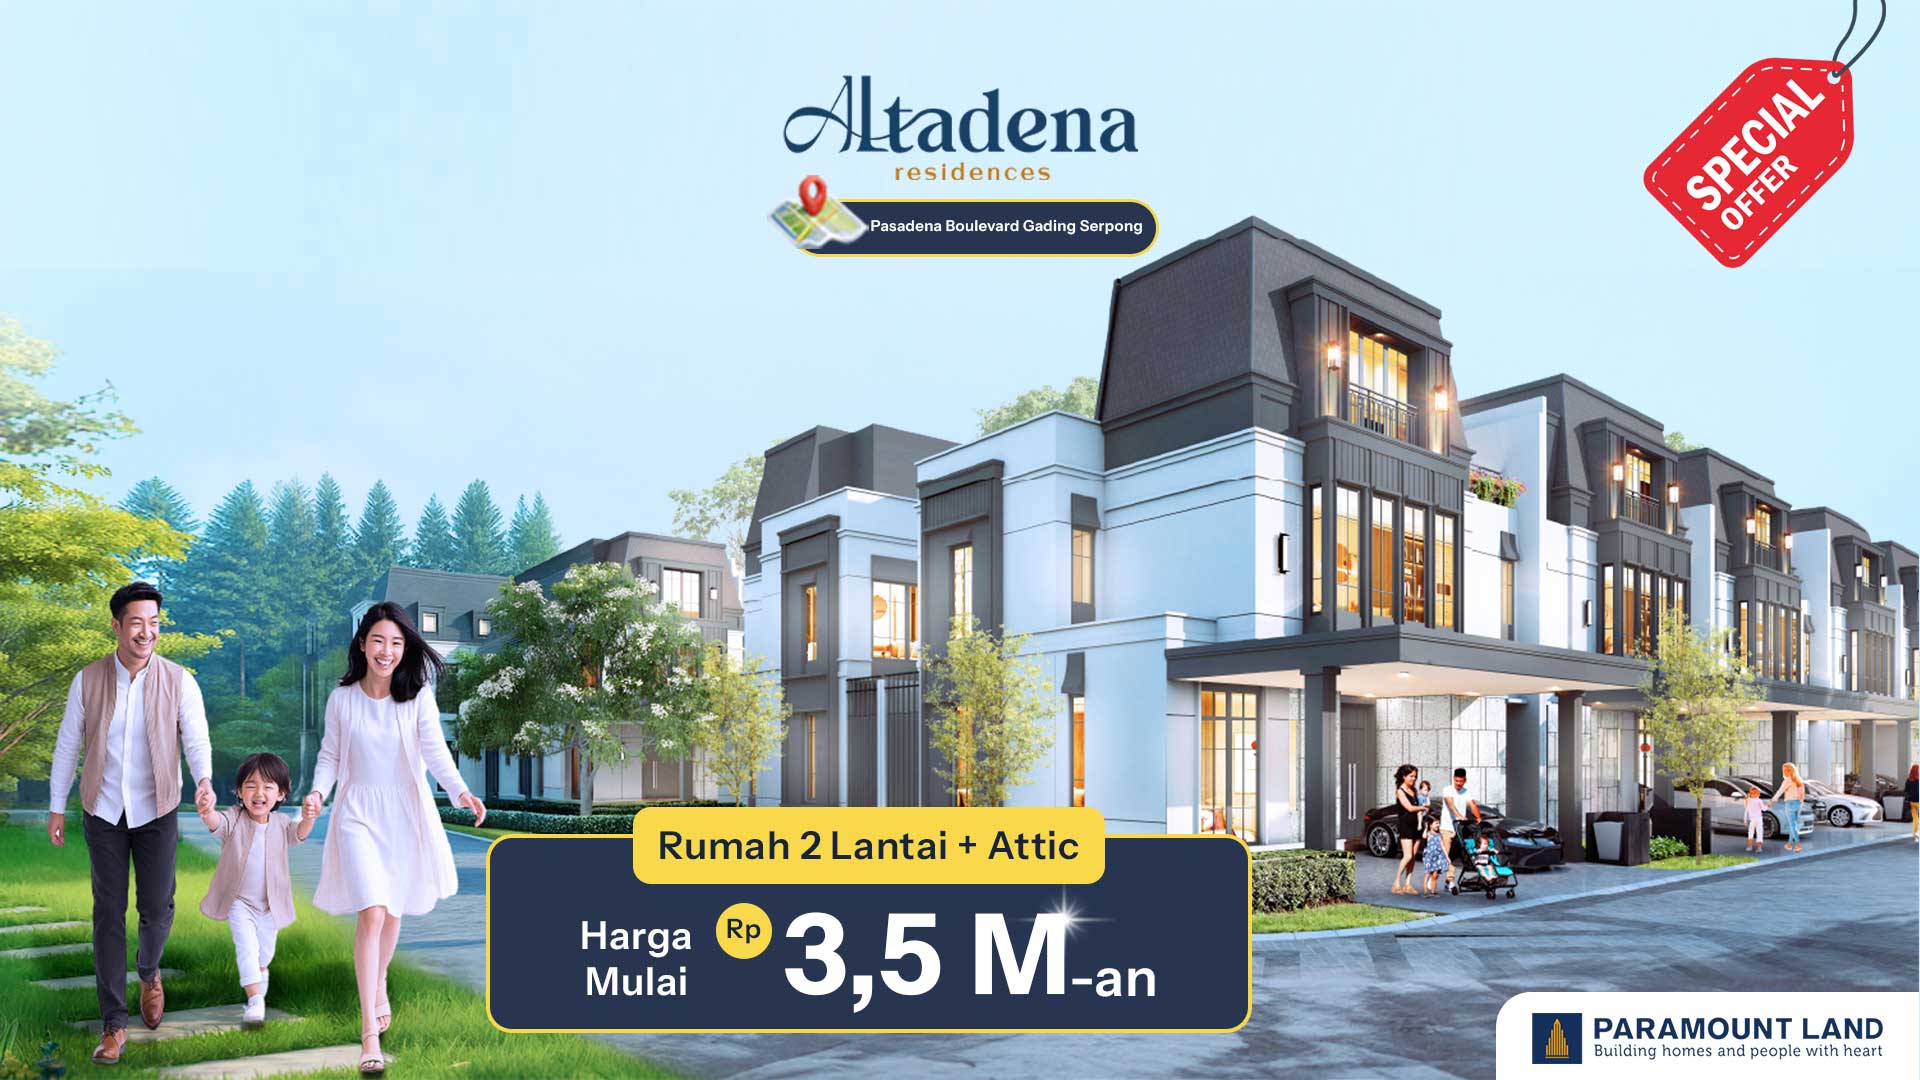 Altadena
residences
Pasadena Boulevard Gading Serpong
SPECIAL
OFFER
Rumah 2 Lantai + Attic
Harga
Mulai
Rp
3,5 M-an
PARAMOUNT LAND
Building homes and people with heart